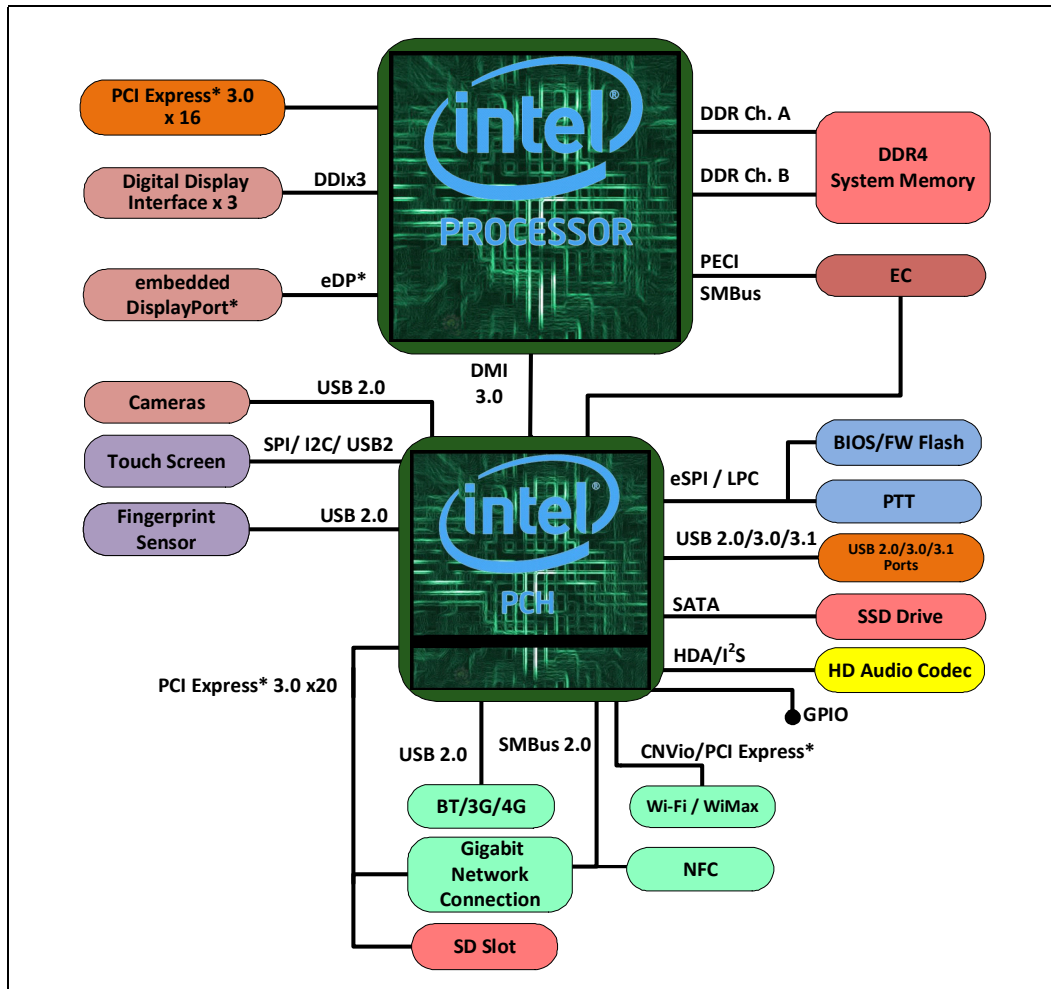 PCI Express* 3.0
x 16
Digital Display
Interface x 3
DDIx3
embedded
DisplayPort*
eDP*
intel®
PROCESSOR
DDR Ch. A
DDR Ch. B
DDR4
System Memory
PECI
SMBus
EC
DMI
3.0
Cameras
USB 2.0
Touch Screen
SPI/ I2C/ USB2
Fingerprint
Sensor
USB 2.0
intel®
PCH
eSPI / LPC
BIOS/FW Flash
PTT
USB 2.0/3.0/3.1
USB 2.0/3.0/3.1
Ports
SATA
SSD Drive
HDA/I²S
HD Audio Codec
GPIO
PCI Express* 3.0 x20
USB 2.0
SMBus 2.0
CNVio/PCI Express*
BT/3G/4G
Wi-Fi / WiMax
Gigabit
Network
Connection
NFC
SD Slot